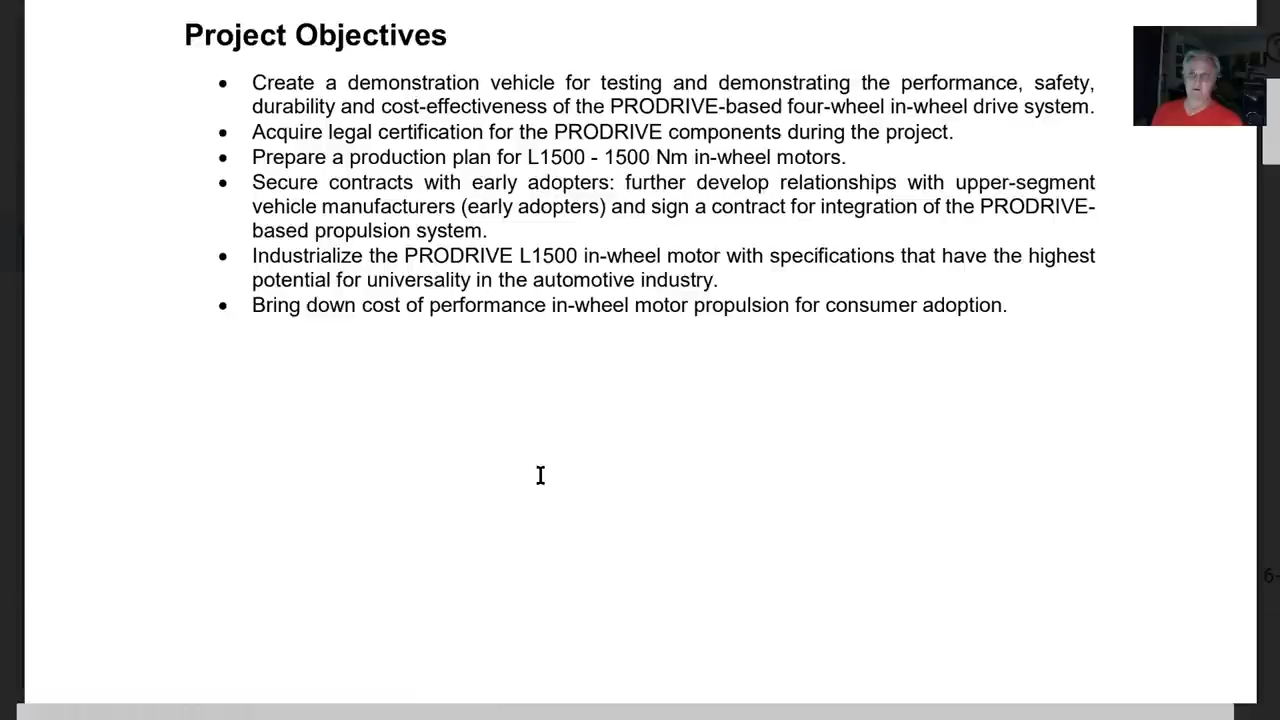 Project Objectives
• Create a demonstration vehicle for testing and demonstrating the performance, safety,
durability and cost-effectiveness of the PRODRIVE-based four-wheel in-wheel drive system.
• Acquire legal certification for the PRODRIVE components during the project.
• Prepare a production plan for L1500 - 1500 Nm in-wheel motors.
• Secure contracts with early adopters: further develop relationships with upper-segment
vehicle manufacturers (early adopters) and sign a contract for integration of the PRODRIVE-
based propulsion system.
• Industrialize the PRODRIVE L1500 in-wheel motor with specifications that have the highest
potential for universality in the automotive industry.
• Bring down cost of performance in-wheel motor propulsion for consumer adoption.